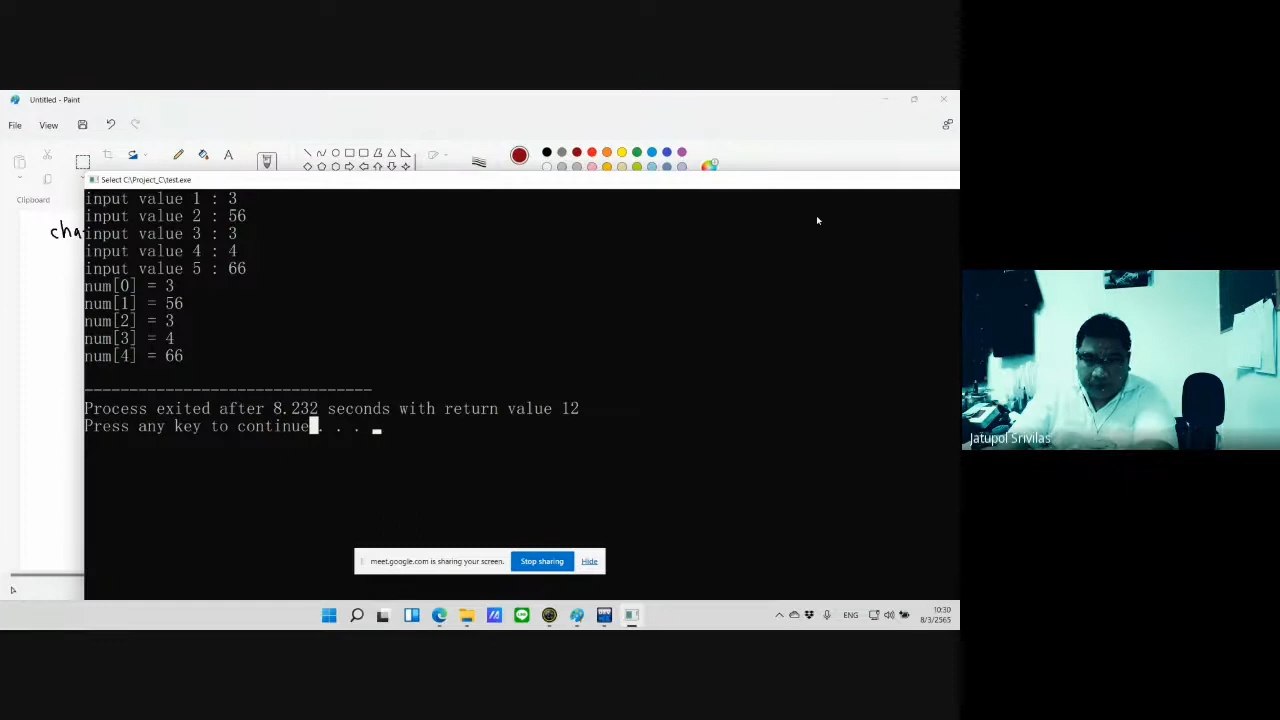 Untitled - Paint
File View
Select C:\Project_C\test.exe
Clipboard
cha
input value 1 : 3
input value 2 : 56
input value 3 : 3
input value 4 : 4
input value 5 : 66
num[0] = 3
num[1] = 56
num[2] = 3
num[3] = 4
num[4] = 66
--------------------------------
Process exited after 8.232 seconds with return value 12
Press any key to continue . . .
Jatupol Srivilas
meet.google.com is sharing your screen. Stop sharing Hide
ENG
10:30
8/3/2565